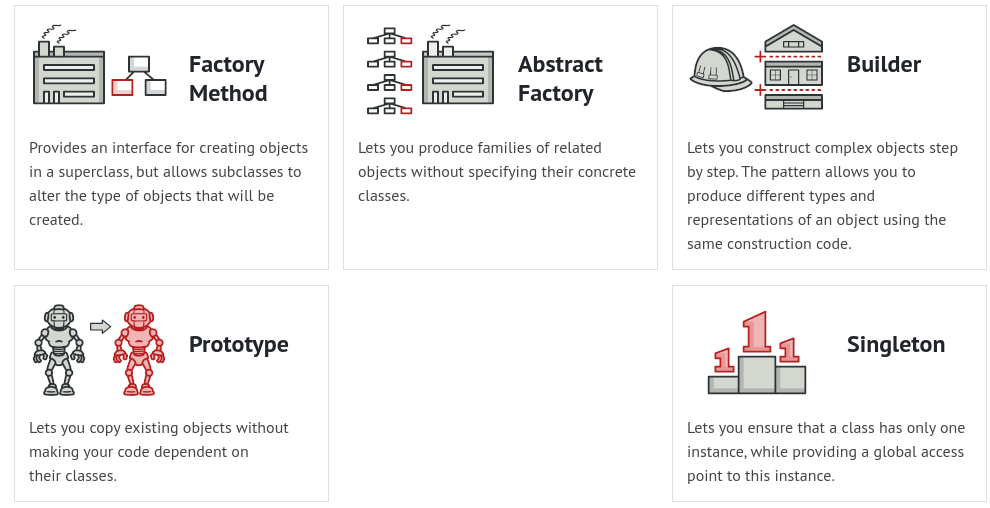 Factory
Method
Provides an interface for creating objects
in a superclass, but allows subclasses to
alter the type of objects that will be
created.
Abstract
Factory
Lets you produce families of related
objects without specifying their concrete
classes.
Builder
Lets you construct complex objects step
by step. The pattern allows you to
produce different types and
representations of an object using the
same construction code.
Prototype
Lets you copy existing objects without
making your code dependent on
their classes.
1 1 1
Singleton
Lets you ensure that a class has only one
instance, while providing a global access
point to this instance.